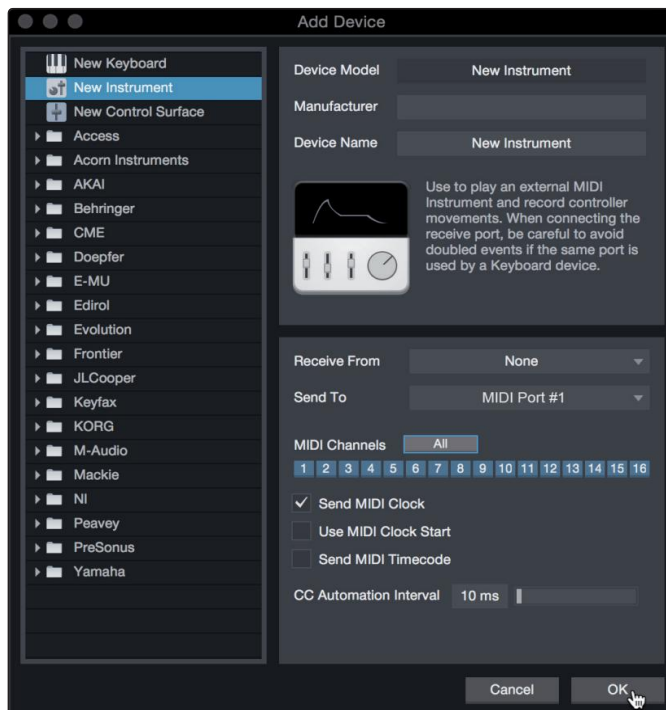 Add Device
New Keyboard
New Instrument
New Control Surface
Access
Acorn Instruments
AKAI
Behringer
CME
Doepfer
E-MU
Edirol
Evolution
Frontier
JLCooper
Keyfax
KORG
M-Audio
Mackie
NI
Peavey
PreSonus
Yamaha
Device Model New Instrument
Manufacturer
Device Name New Instrument
Use to play an external MIDI
Instrument and record controller
movements. When connecting the
receive port, be careful to avoid
doubled events if the same port is
used by a Keyboard device.
Receive From None
Send To MIDI Port #1
MIDI Channels All
1 2 3 4 5 6 7 8 9 10 11 12 13 14 15 16
Send MIDI Clock
Use MIDI Clock Start
Send MIDI Timecode
CC Automation Interval 10 ms
Cancel OK